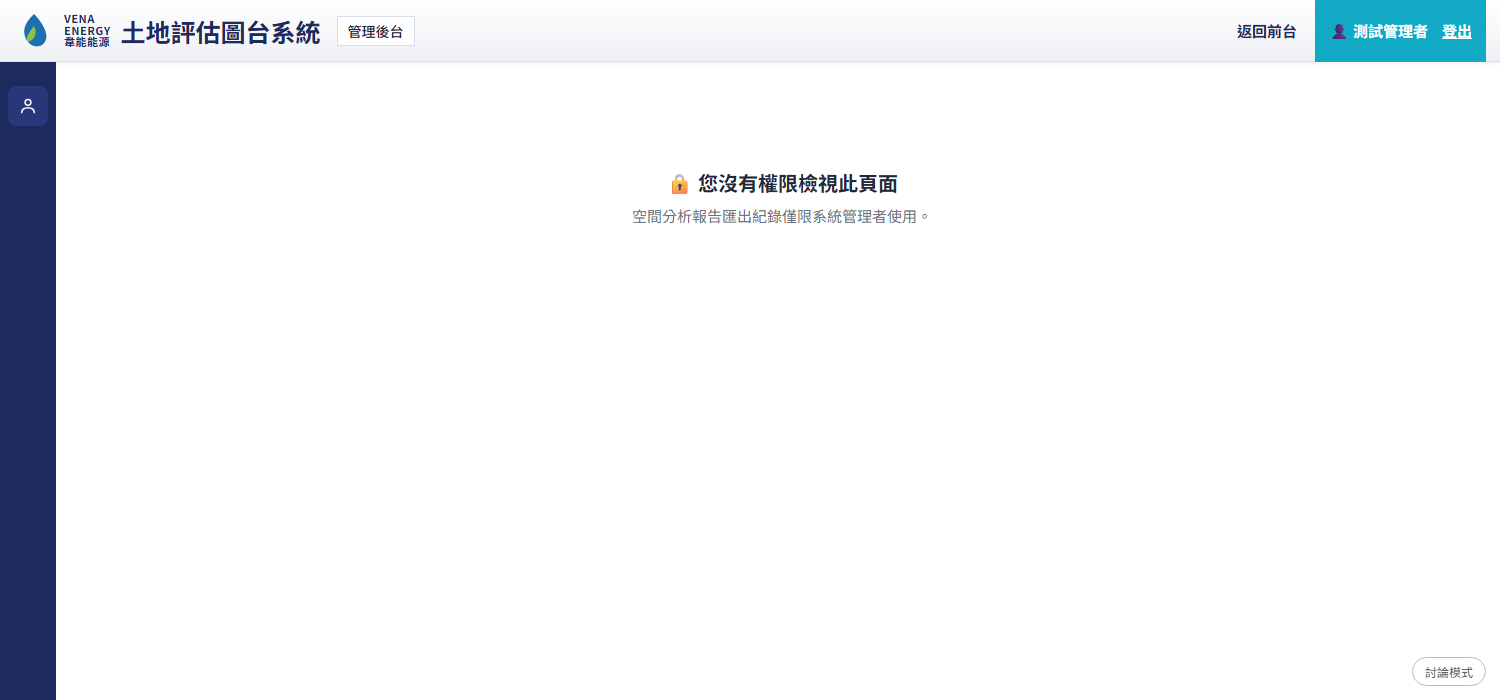 VENA
ENERGY
韋能能源
土地評估圖台系統
管理後台
返回前台
測試管理者
登出
您沒有權限檢視此頁面
空間分析報告匯出紀錄僅限系統管理者使用。
討論模式